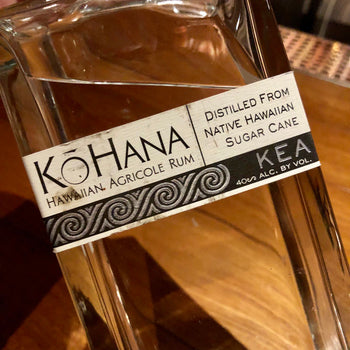 KōHANA
HAWAIIAN AGRICOLE RUM
DISTILLED FROM
NATIVE HAWAIIAN
SUGAR CANE
KEA
40% ALC. BY VOL.